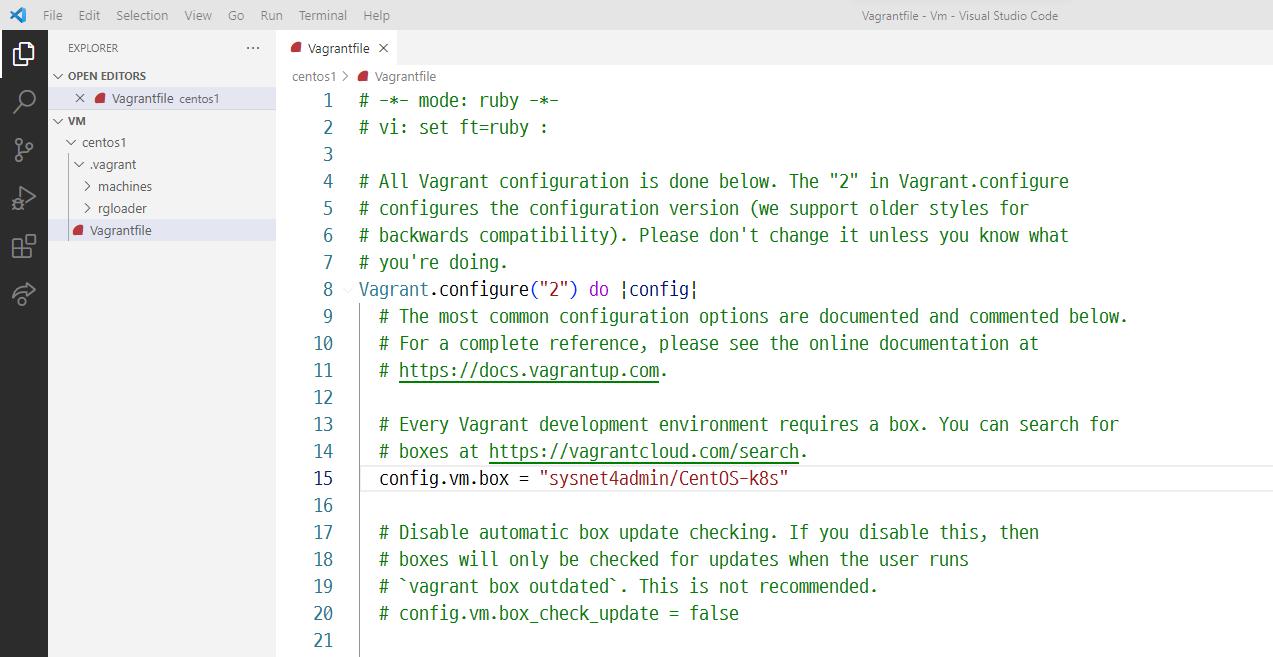 File Edit Selection View Go Run Terminal Help
Vagrantfile - Vm - Visual Studio Code
EXPLORER
OPEN EDITORS
Vagrantfile centos1
VM
centos1
.vagrant
machines
rgloader
Vagrantfile
Vagrantfile
centos1 > Vagrantfile
1 # -*- mode: ruby -*-
2 # vi: set ft=ruby :
3
4 # All Vagrant configuration is done below. The "2" in Vagrant.configure
5 # configures the configuration version (we support older styles for
6 # backwards compatibility). Please don't change it unless you know what
7 # you're doing.
8 Vagrant.configure("2") do |config|
9 # The most common configuration options are documented and commented below.
10 # For a complete reference, please see the online documentation at
11 # https://docs.vagrantup.com.
12
13 # Every Vagrant development environment requires a box. You can search for
14 # boxes at https://vagrantcloud.com/search.
15 config.vm.box = "sysnet4admin/CentOS-k8s"
16
17 # Disable automatic box update checking. If you disable this, then
18 # boxes will only be checked for updates when the user runs
19 # `vagrant box outdated`. This is not recommended.
20 # config.vm.box_check_update = false
21